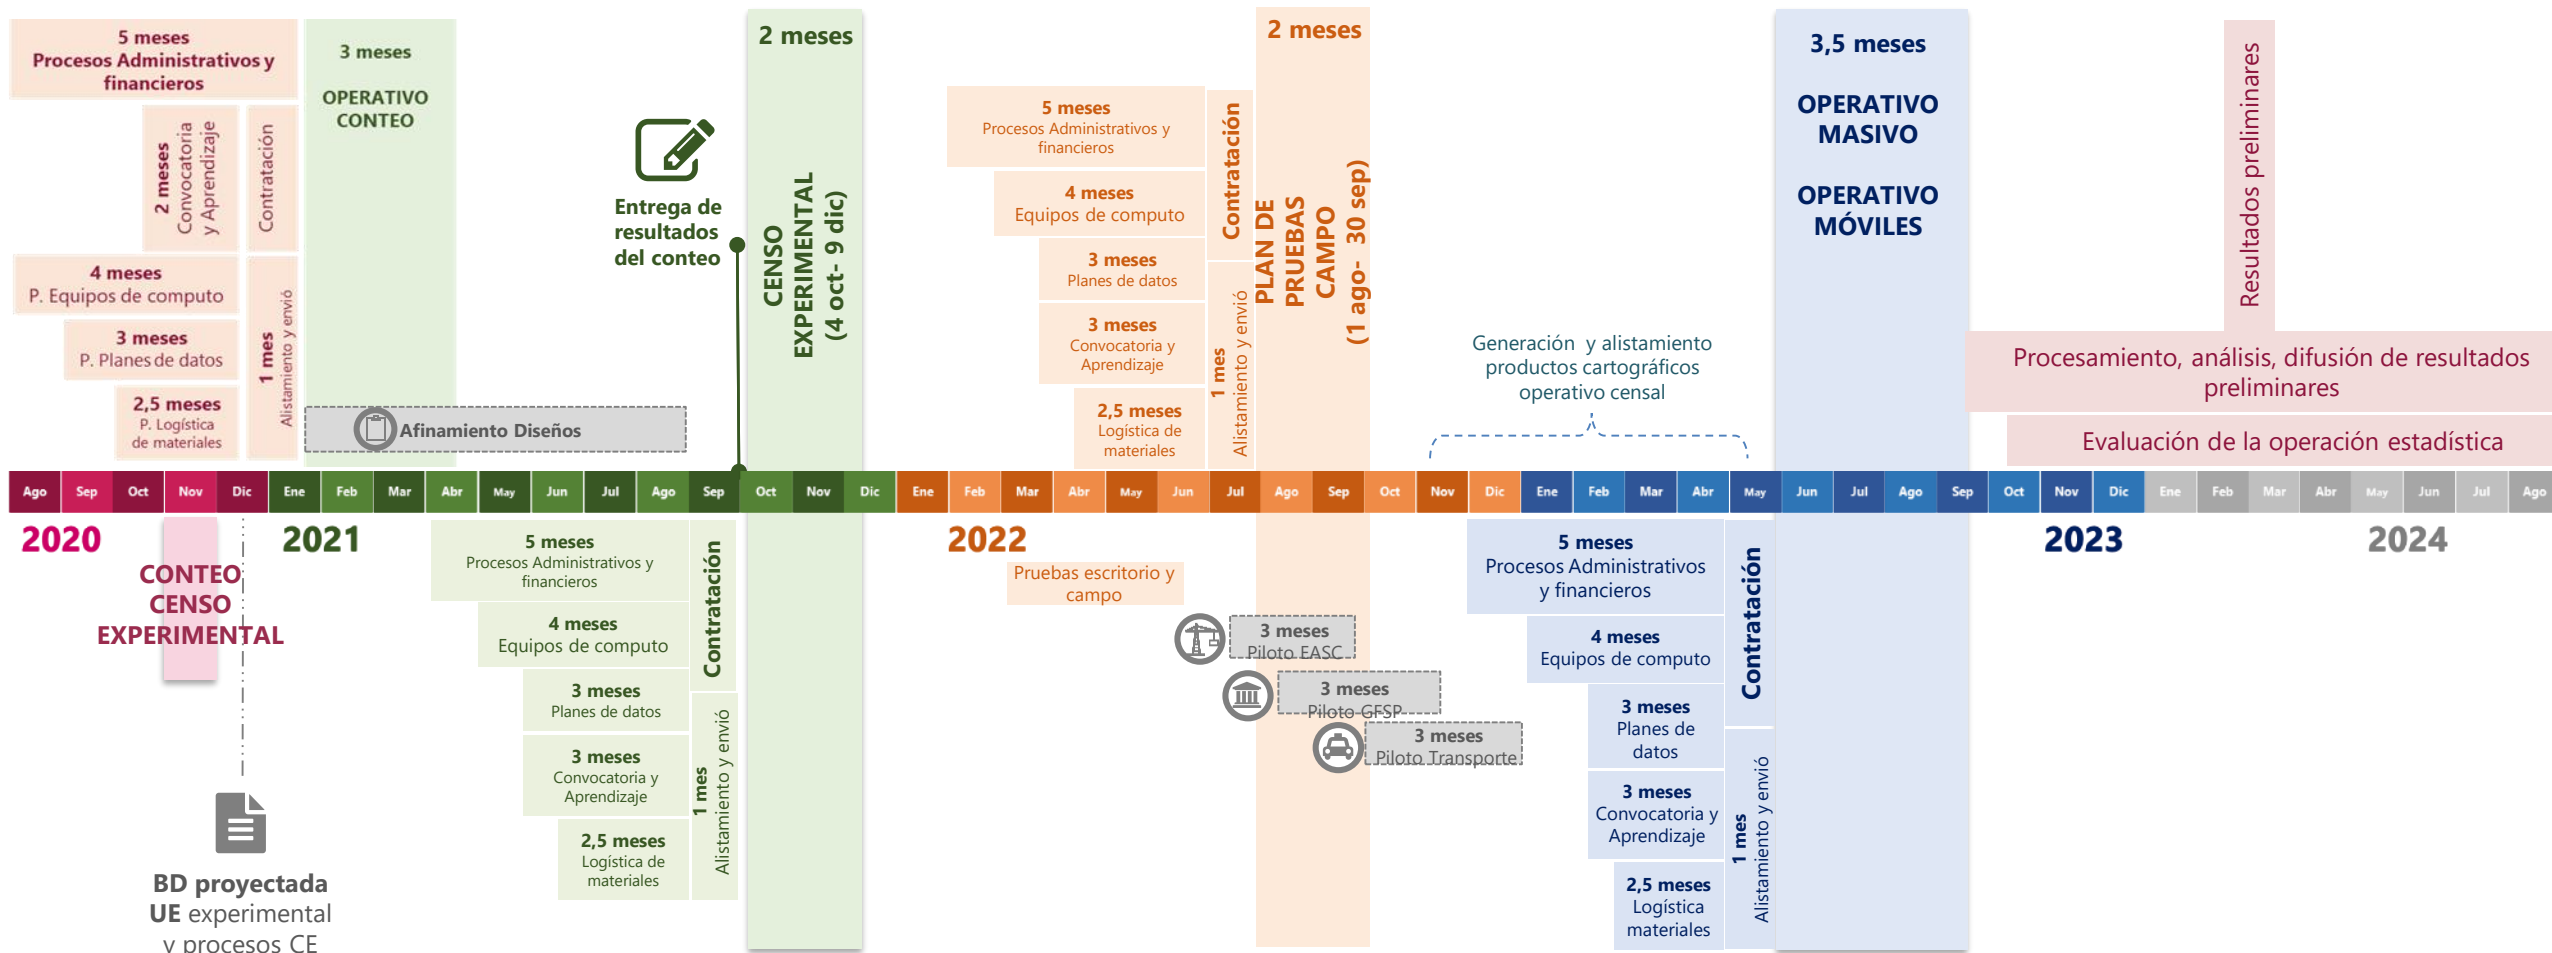 5 meses
Procesos Administrativos y
financieros
2 meses
Convocatoria
y Aprendizaje
Contratación
4 meses
P. Equipos de computo
3 meses
P. Planes de datos
2,5 meses
P. Logística
de materiales
1 mes
Alistamiento y envió
3 meses
OPERATIVO
CONTEO
Afinamiento Diseños
Entrega de
resultados
del conteo
2 meses
CENSO
EXPERIMENTAL
(4 oct- 9 dic)
5 meses
Procesos Administrativos y
financieros
4 meses
Equipos de computo
3 meses
Planes de datos
3 meses
Convocatoria y
Aprendizaje
2,5 meses
Logística de
materiales
Contratación
1 mes
Alistamiento y envió
2 meses
PLAN DE
PRUEBAS
CAMPO
(1 ago- 30 sep)
Generación y alistamiento
productos cartográficos
operativo censal
3,5 meses
OPERATIVO
MASIVO
OPERATIVO
MÓVILES
Resultados preliminares
Procesamiento, análisis, difusión de resultados
preliminares
Evaluación de la operación estadística
Ago Sep Oct Nov Dic Ene Feb Mar Abr May Jun Jul Ago Sep Oct Nov Dic Ene Feb Mar Abr May Jun Jul Ago Sep Oct Nov Dic Ene Feb Mar Abr May Jun Jul Ago Sep Oct Nov Dic Ene Feb Mar Abr May Jun Jul Ago
2020 2021 2022 2023 2024
CONTEO
CENSO
EXPERIMENTAL
BD proyectada
UE experimental
y procesos CE
5 meses
Procesos Administrativos y
financieros
4 meses
Equipos de computo
3 meses
Planes de datos
3 meses
Convocatoria y
Aprendizaje
2,5 meses
Logística de
materiales
Contratación
1 mes
Alistamiento y envió
Pruebas escritorio y
campo
3 meses
Piloto EASC
3 meses
Piloto GFSP
3 meses
Piloto Transporte
5 meses
Procesos Administrativos
y financieros
4 meses
Equipos de computo
3 meses
Planes de
datos
3 meses
Convocatoria y
Aprendizaje
2,5 meses
Logística
materiales
Contratación
1 mes
Alistamiento y envió